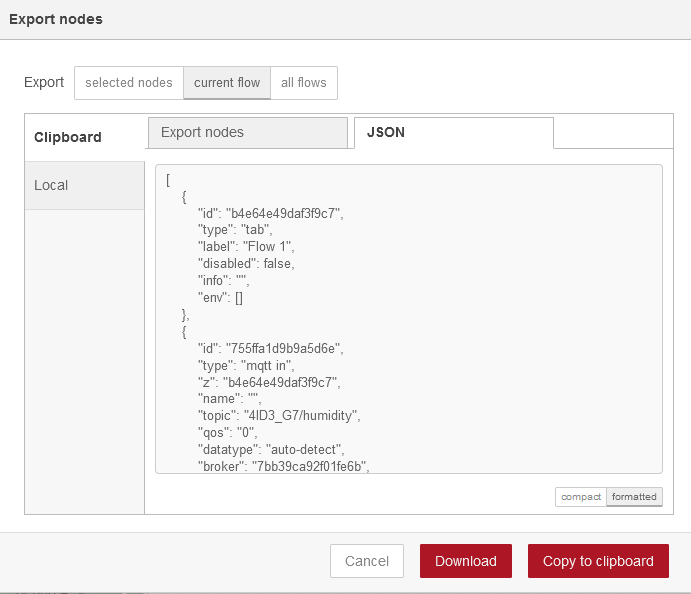 Export nodes
Export selected nodes current flow all flows
Clipboard
Local
Export nodes JSON
[
{
"id": "b4e64e49daf3f9c7",
"type": "tab",
"label": "Flow 1",
"disabled": false,
"info": "",
"env": []
},
{
"id": "755ffa1d9b9a5d6e",
"type": "mqtt in",
"z": "b4e64e49daf3f9c7",
"name": "",
"topic": "4ID3_G7/humidity",
"qos": "0",
"datatype": "auto-detect",
"broker": "7bb39ca92f01fe6b",
compact formatted
Cancel Download Copy to clipboard